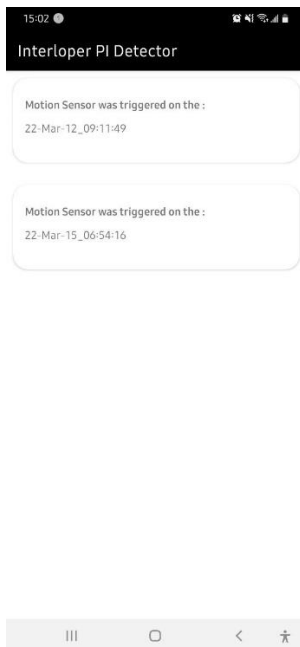 15:02
Interloper PI Detector
Motion Sensor was triggered on the :
22-Mar-12_09:11:49
Motion Sensor was triggered on the :
22-Mar-15_06:54:16